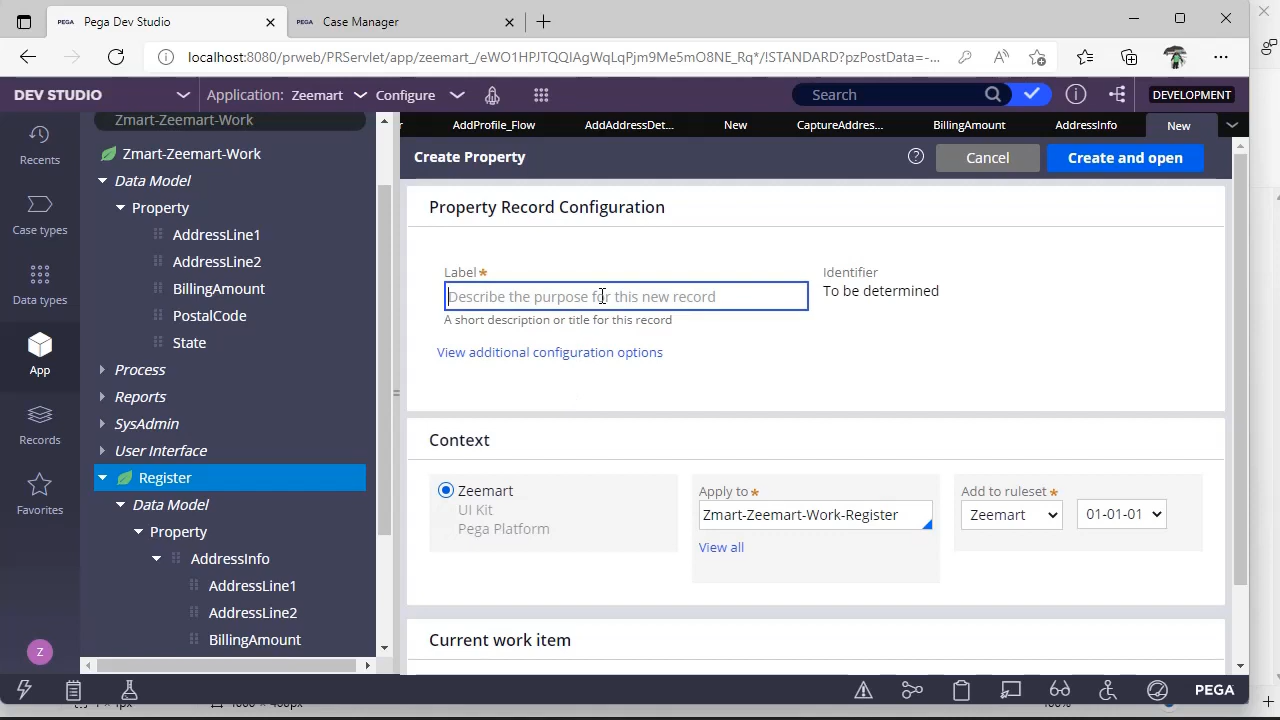 PEGA Pega Dev Studio
PEGA Case Manager
localhost:8080/prweb/PRServlet/app/zeemart_/eWO1HPJTQQIAgWqLqPjm9Me5mO8NE_Rq*/!STANDARD?pzPostData=-...
DEV STUDIO
Application: Zeemart
Configure
Search
DEVELOPMENT
Zmart-Zeemart-Work
AddProfile_Flow
AddAddressDet...
New
CaptureAddres...
BillingAmount
AddressInfo
New
Recents
Case types
Data types
App
Records
Favorites
Z
Zmart-Zeemart-Work
Data Model
Property
AddressLine1
AddressLine2
BillingAmount
PostalCode
State
Process
Reports
SysAdmin
User Interface
Register
Data Model
Property
AddressInfo
AddressLine1
AddressLine2
BillingAmount
Create Property
Cancel
Create and open
Property Record Configuration
Label *
Describe the purpose for this new record
A short description or title for this record
Identifier
To be determined
View additional configuration options
Context
Zeemart
UI Kit
Pega Platform
Apply to *
Zmart-Zeemart-Work-Register
View all
Add to ruleset *
Zeemart
01-01-01
Current work item
PEGA